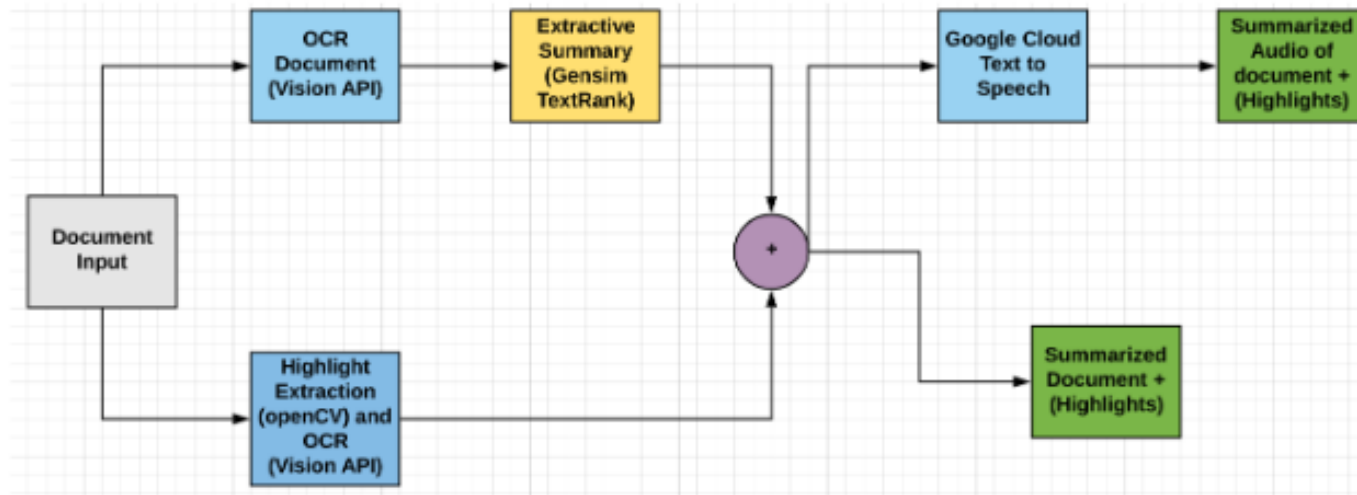 OCR
Document
(Vision API)
Extractive
Summary
(Gensim
TextRank)
Google Cloud
Text to
Speech
Summarized
Audio of
document +
(Highlights)
Document
Input
+
Highlight
Extraction
(openCV) and
OCR
(Vision API)
Summarized
Document +
(Highlights)